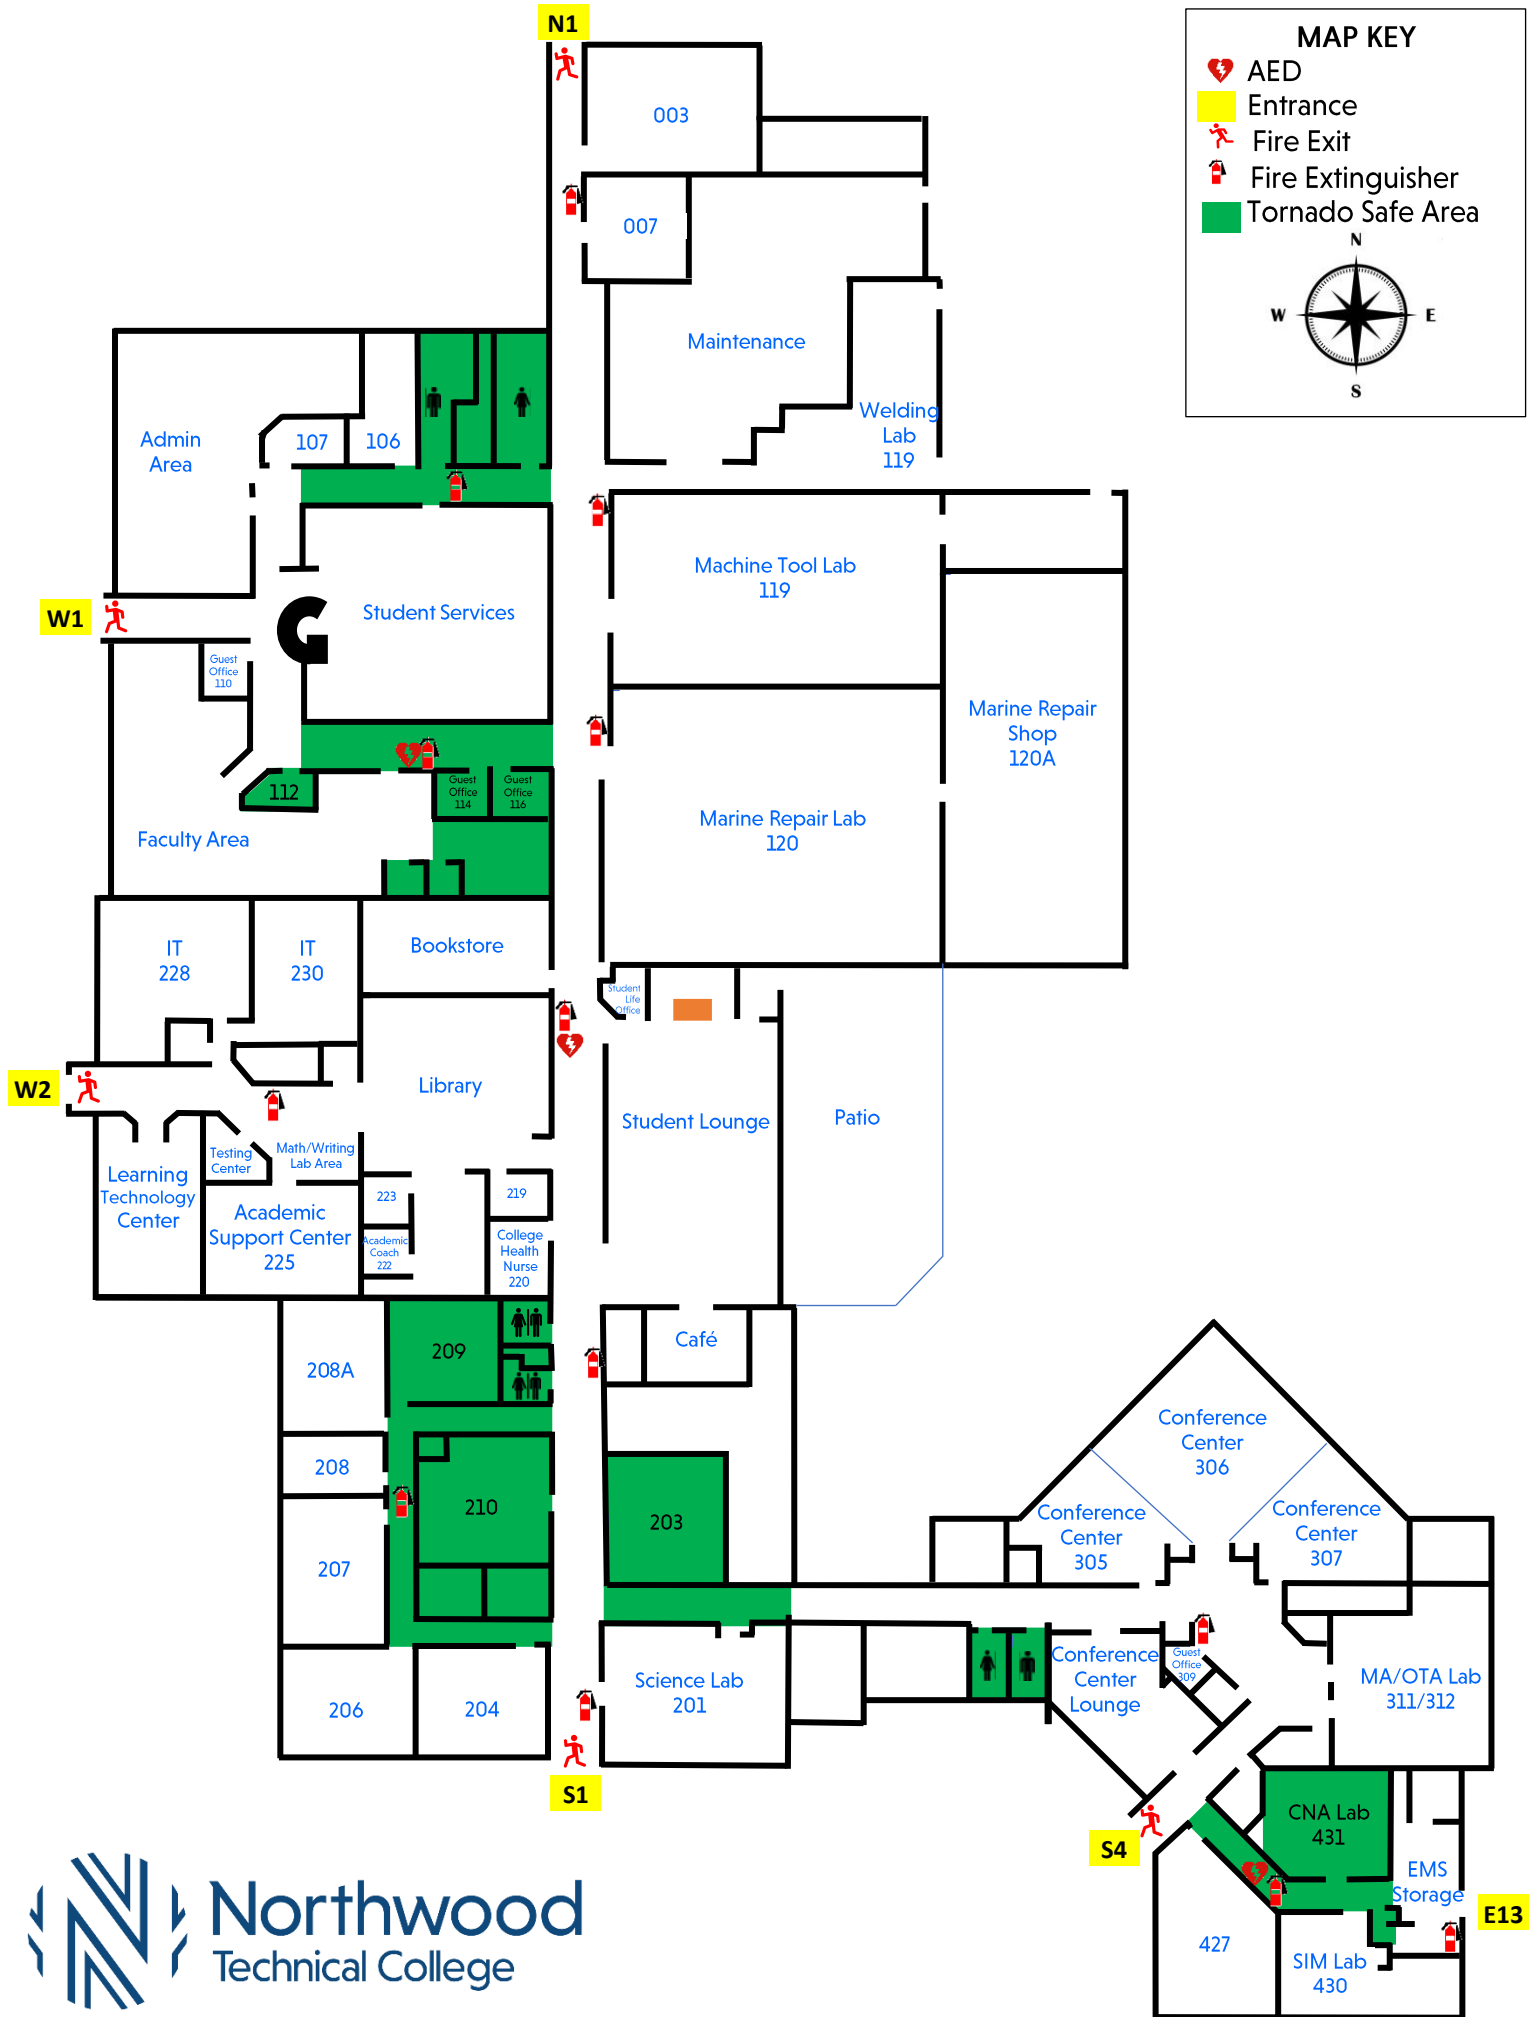 N1
MAP KEY
AED
Entrance
Fire Exit
Fire Extinguisher
Tornado Safe Area
N
W
E
S
003
007
Maintenance
Welding
Lab
119
Admin
Area
107
106
Machine Tool Lab
119
W1
Student Services
Guest
Office
110
Marine Repair
Shop
120A
112
Guest
Office
114
Guest
Office
116
Marine Repair Lab
120
Faculty Area
IT
228
IT
230
Bookstore
Student
Life
Office
W2
Library
Student Lounge
Patio
Learning
Technology
Center
Testing
Center
Math/Writing
Lab Area
Academic
Support Center
225
223
Academic
Coach
222
219
College
Health
Nurse
220
208A
209
Café
208
210
203
207
206
204
Science Lab
201
S1
Conference
Center
306
Conference
Center
305
Conference
Center
307
Conference
Center
Lounge
Guest
Office
309
MA/OTA Lab
311/312
S4
CNA Lab
431
EMS
Storage
E13
427
SIM Lab
430
Northwood
Technical College